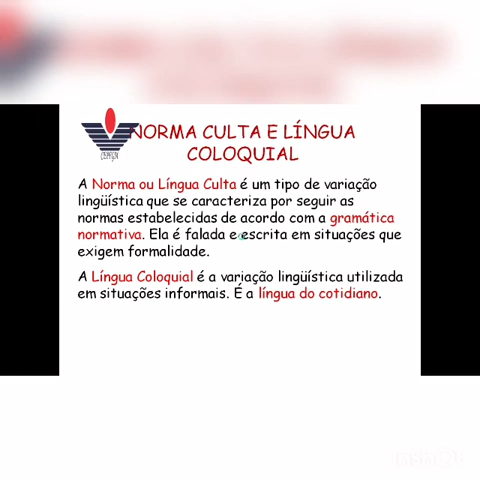 NORMA CULTA E LÍNGUA
COLOQUIAL
A Norma ou Língua Culta é um tipo de variação
lingüística que se caracteriza por seguir as
normas estabelecidas de acordo com a gramática
normativa. Ela é falada e escrita em situações que
exigem formalidade.
A Língua Coloquial é a variação lingüística utilizada
em situações informais. É a língua do cotidiano.